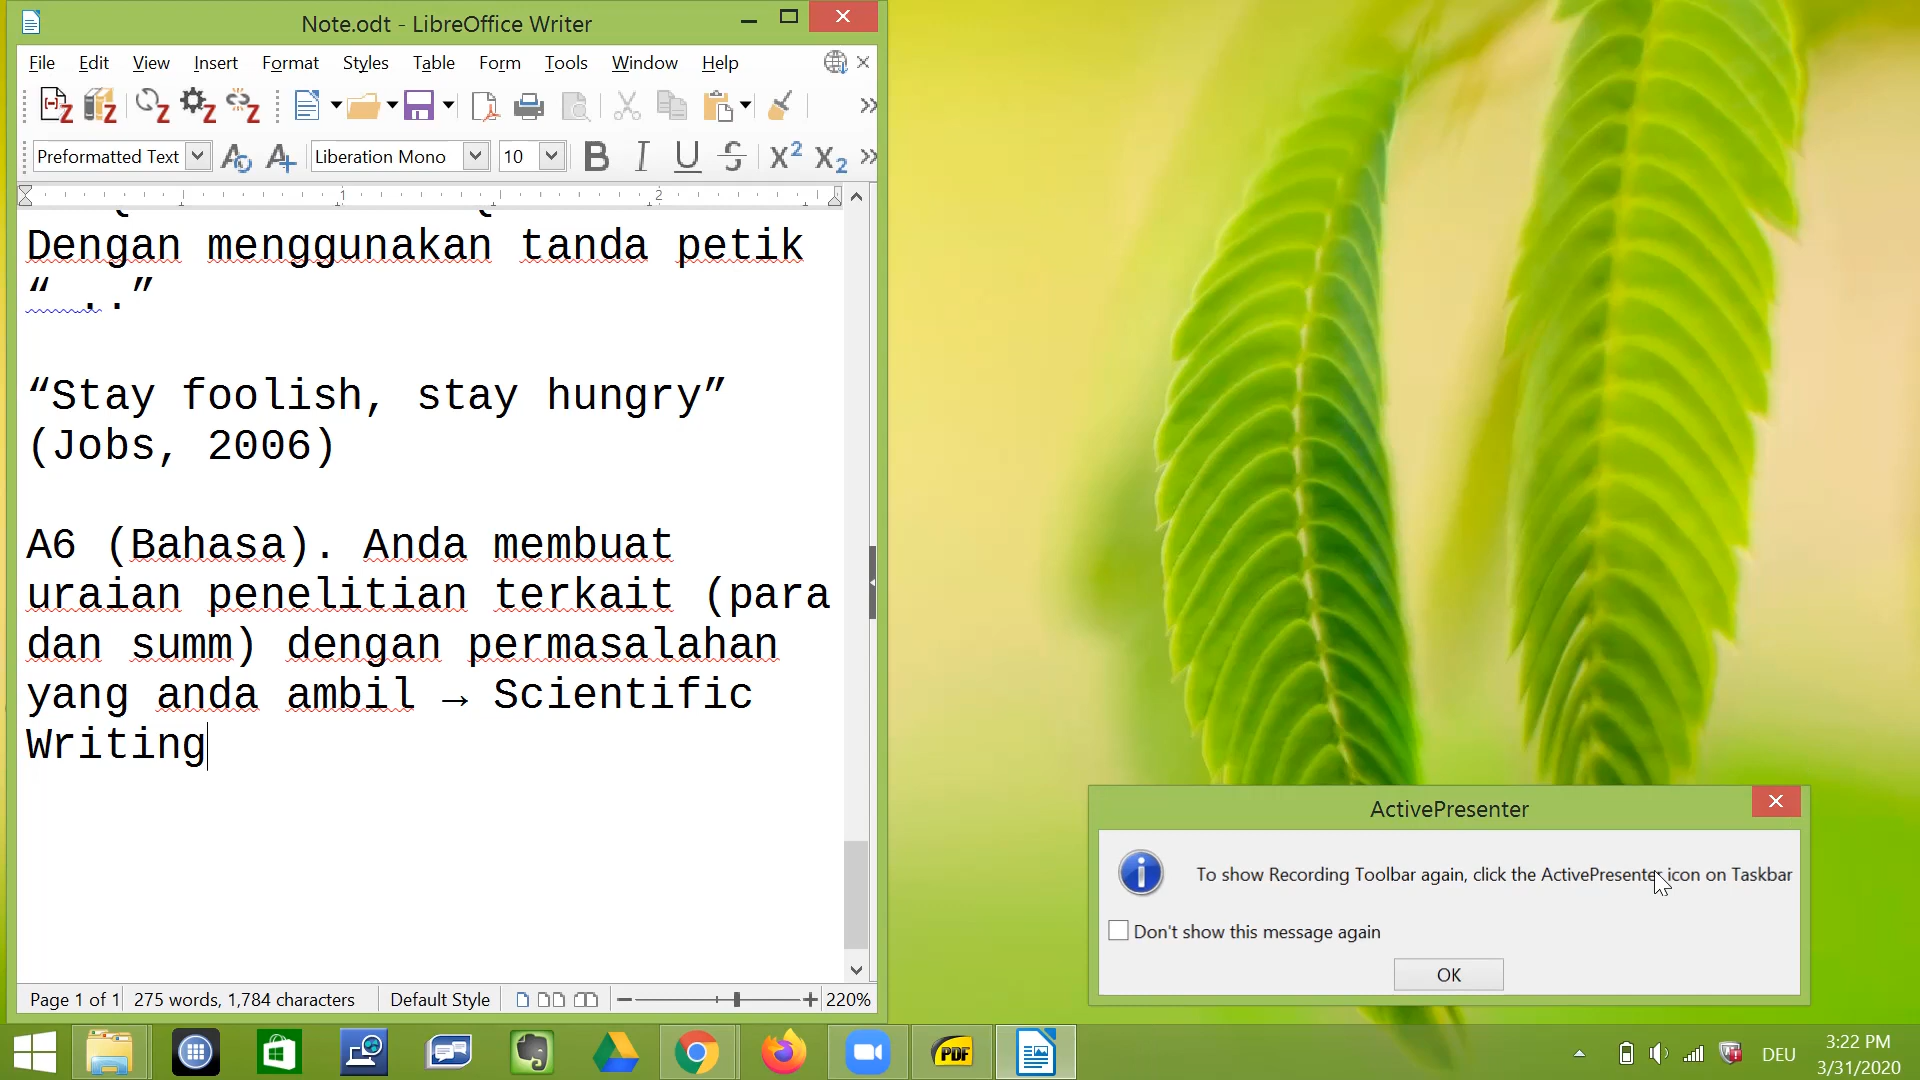 Note.odt - LibreOffice Writer
File Edit View Insert Format Styles Table Form Tools Window Help
Preformatted Text Liberation Mono 10
1 2
Dengan menggunakan tanda petik
“ ..”
“Stay foolish, stay hungry”
(Jobs, 2006)
A6 (Bahasa). Anda membuat
uraian penelitian terkait (para
dan summ) dengan permasalahan
yang anda ambil → Scientific
Writing
Page 1 of 1 275 words, 1,784 characters Default Style 220%
ActivePresenter
To show Recording Toolbar again, click the ActivePresenter icon on Taskbar
Don't show this message again
OK
PDF
DEU
3:22 PM
3/31/2020